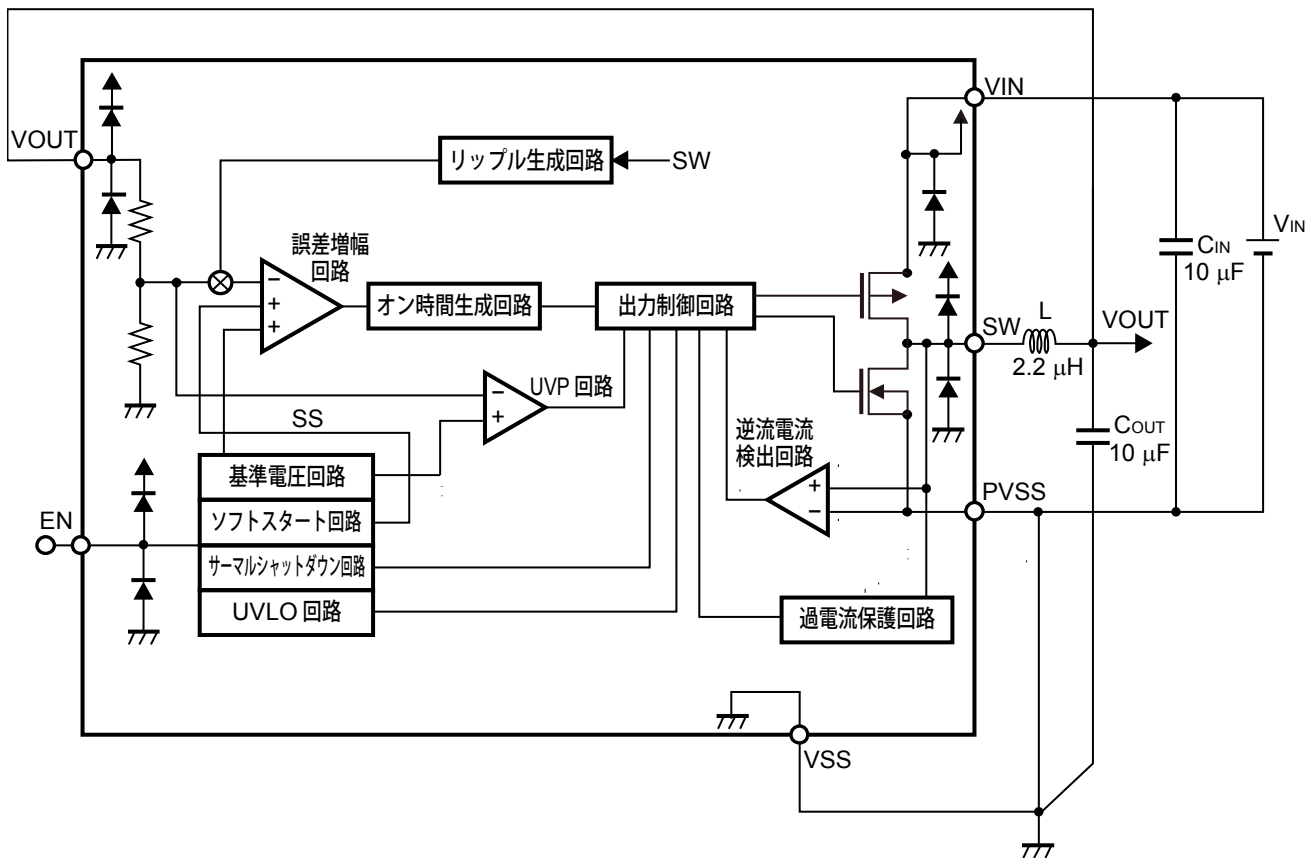 VIN
VOUT
リップル生成回路
SW
VIN
CIN
10 μF
誤差増幅
回路
−
+
+
オン時間生成回路
出力制御回路
SW
L
2.2 μH
VOUT
UVP 回路
−
+
SS
逆流電流
検出回路
COUT
10 μF
基準電圧回路
+
−
PVSS
EN
ソフトスタート回路
サーマルシャットダウン回路
UVLO 回路
過電流保護回路
VSS